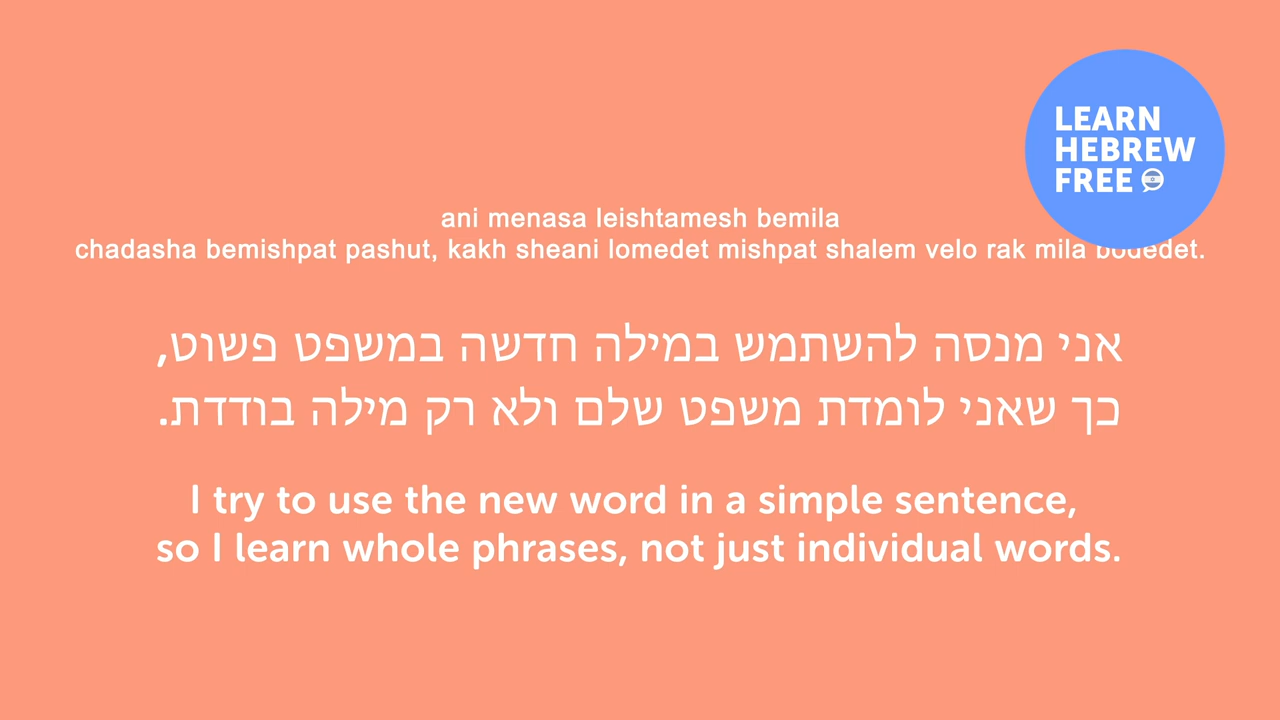 LEARN
HEBREW
FREE
ani menasa leishtamesh bemila
chadasha bemishpat pashut, kakh sheani lomedet mishpat shalem velo rak mila bodedet.
אני מנסה להשתמש במילה חדשה במשפט פשוט,
כך שאני לומדת משפט שלם ולא רק מילה בודדת.
I try to use the new word in a simple sentence,
so I learn whole phrases, not just individual words.